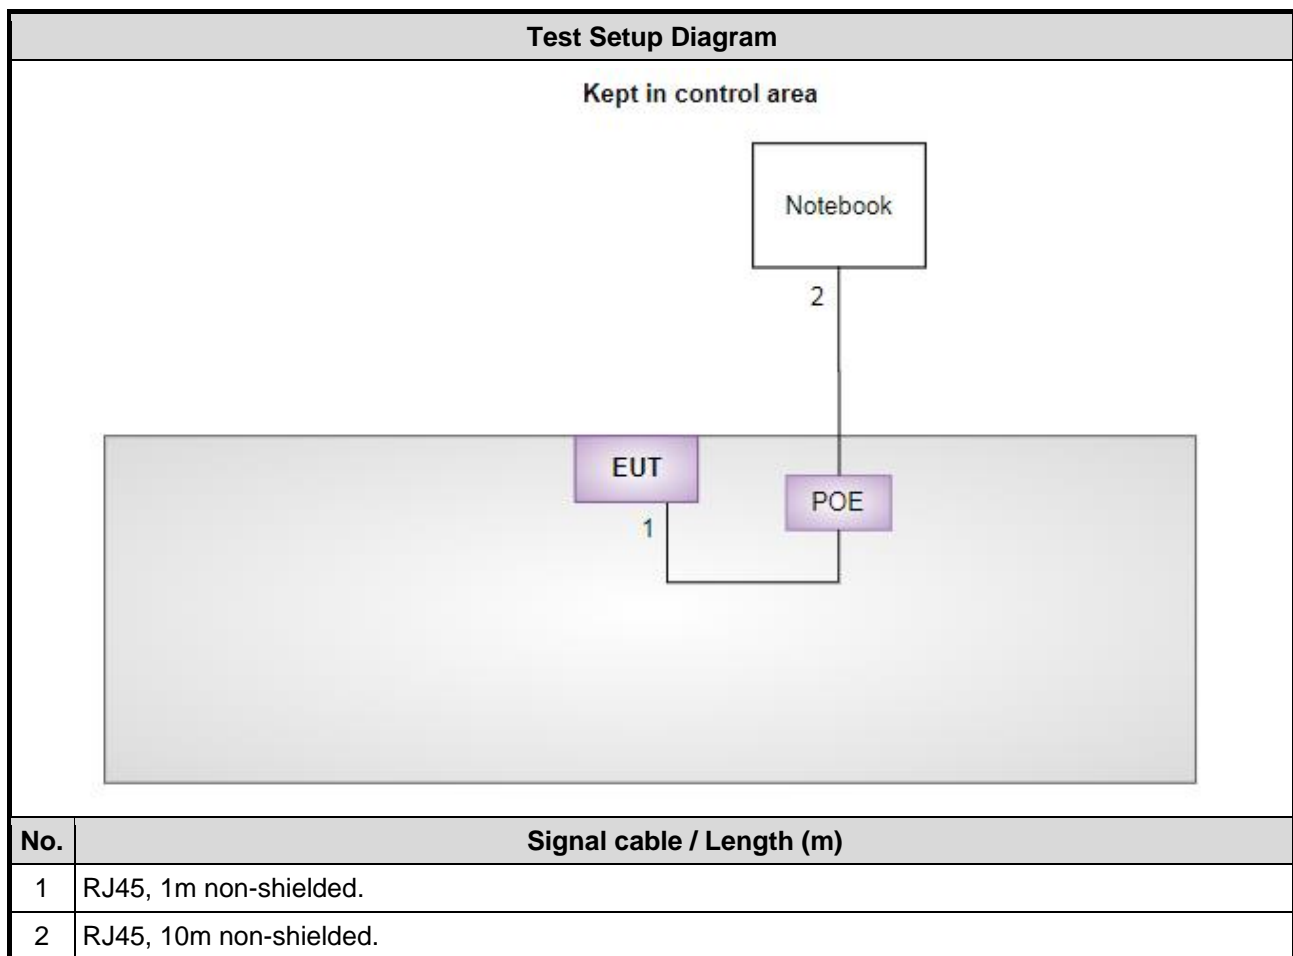 Test Setup Diagram
Kept in control area
Notebook
2
EUT
POE
1
No. Signal cable / Length (m)
1 RJ45, 1m non-shielded.
2 RJ45, 10m non-shielded.